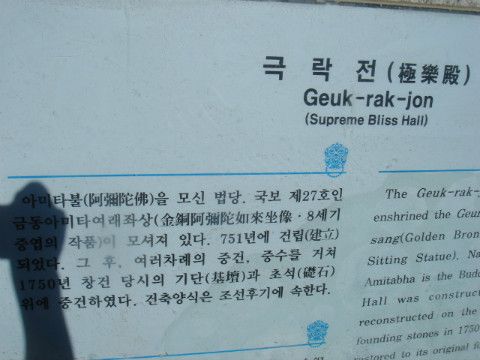 극 락 전 (極樂殿)
Geuk-rak-jon
(Supreme Bliss Hall)
아미타불(阿彌陀佛)을 모신 법당. 국보 제27호인
금동아미타여래좌상(金銅阿彌陀如來坐像·8세기
중엽의 작품)이 모셔져 있다. 751년에 건립(建立)
되었다. 그 후, 여러차례의 중건, 중수를 거쳐
1750년 창건 당시의 기단(基壇)과 초석(礎石)
위에 중건하였다. 건축양식은 조선후기에 속한다.
The Geuk-rak-
enshrined the Geu
sang(Golden Bron
Sitting Statue), Na
Amitabha is the Budd
Hall was construct
reconstructed on the
founding stones in 1750
restored to its original f